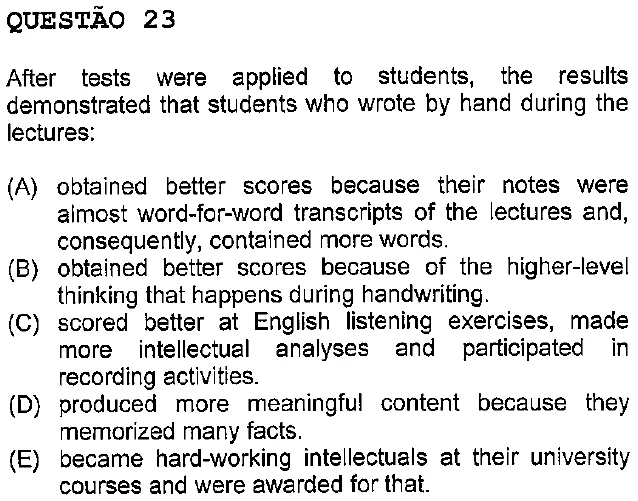 QUESTÃO 23
After tests were applied to students, the results
demonstrated that students who wrote by hand during the
lectures:
(A) obtained better scores because their notes were
almost word-for-word transcripts of the lectures and,
consequently, contained more words.
(B) obtained better scores because of the higher-level
thinking that happens during handwriting.
(C) scored better at English listening exercises, made
more intellectual analyses and participated in
recording activities.
(D) produced more meaningful content because they
memorized many facts.
(E) became hard-working intellectuals at their university
courses and were awarded for that.